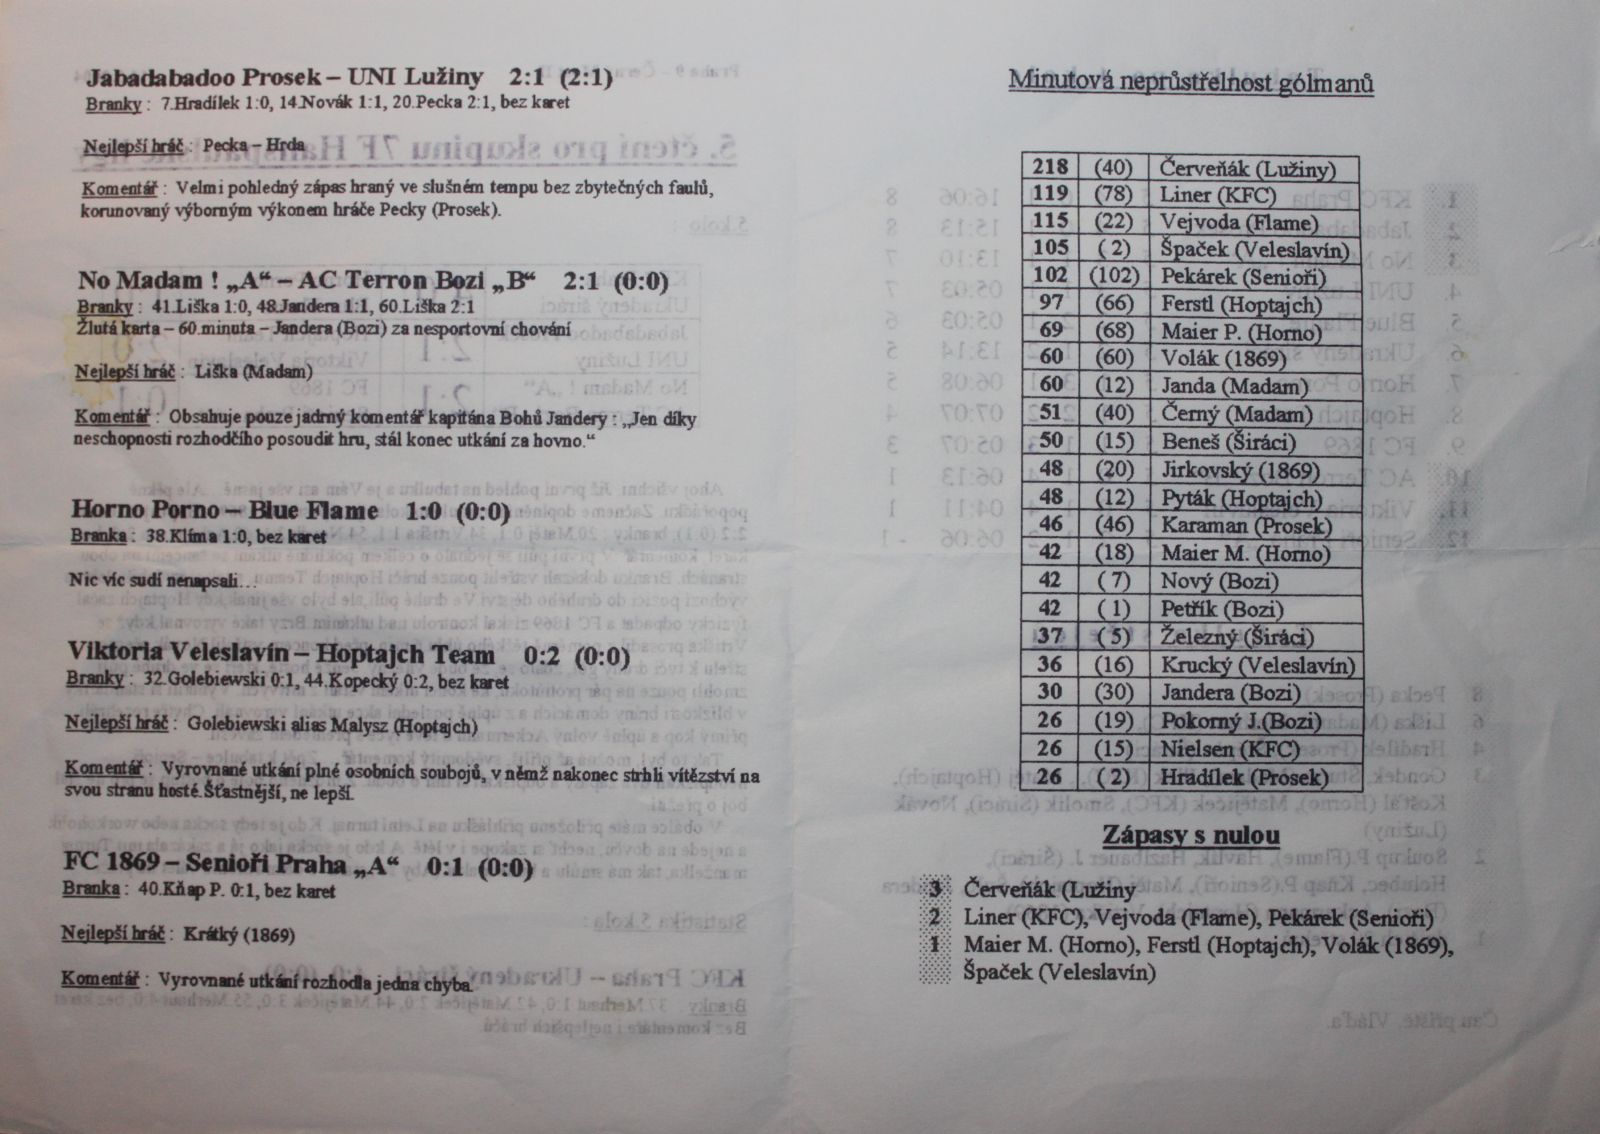 Jabadabadoo Prosek – UNI Lužiny 2:1 (2:1)
Branky : 7.Hradílek 1:0, 14.Novák 1:1, 20.Pecka 2:1, bez karet
Nejlepší hráč : Pecka – Hrda
Komentář : Velmi pohledný zápas hraný ve slušném tempu bez zbytečných faulů,
korunovaný výborným výkonem hráče Pecky (Prosek).
No Madam ! „A“ – AC Terron Bozi „B“ 2:1 (0:0)
Branky : 41.Liška 1:0, 48.Jandera 1:1, 60.Liška 2:1
Žlutá karta – 60.minuta – Jandera (Bozi) za nesportovní chování
Nejlepší hráč : Liška (Madam)
Komentář : Obsahuje pouze jadrný komentář kapitána Bohů Jandery : „Jen díky
neschopnosti rozhodčího posoudit hru, stál konec utkání za hovno.“
Horno Porno – Blue Flame 1:0 (0:0)
Branka : 38.Klíma 1:0, bez karet
Nic víc sudí nenapsali…
Viktoria Veleslavín – Hoptajch Team 0:2 (0:0)
Branky : 32.Golebiewski 0:1, 44.Kopecký 0:2, bez karet
Nejlepší hráč : Golebiewski alias Malysz (Hoptajch)
Komentář : Vyrovnané utkání plné osobních soubojů, v němž nakonec strhli vítězství na
svou stranu hosté.Šťastnější, ne lepší.
FC 1869 – Senioři Praha „A“ 0:1 (0:0)
Branka : 40.Kňap P. 0:1, bez karet
Nejlepší hráč : Krátký (1869)
Komentář : Vyrovnané utkání rozhodla jedna chyba.
Minutová neprůstřelnost gólmanů
218 (40) Červeňák (Lužiny)
119 (78) Liner (KFC)
115 (22) Vejvoda (Flame)
105 ( 2) Špaček (Veleslavín)
102 (102) Pekárek (Senioři)
97 (66) Ferstl (Hoptajch)
69 (68) Maier P. (Horno)
60 (60) Volák (1869)
60 (12) Janda (Madam)
51 (40) Černý (Madam)
50 (15) Beneš (Širáci)
48 (20) Jirkovský (1869)
48 (12) Pyták (Hoptajch)
46 (46) Karaman (Prosek)
42 (18) Maier M. (Horno)
42 ( 7) Nový (Bozi)
42 ( 1) Petřík (Bozi)
37 ( 5) Železný (Širáci)
36 (16) Krucký (Veleslavín)
30 (30) Jandera (Bozi)
26 (19) Pokorný J.(Bozi)
26 (15) Nielsen (KFC)
26 ( 2) Hradílek (Prosek)
Zápasy s nulou
3 Červeňák (Lužiny
2 Liner (KFC), Vejvoda (Flame), Pekárek (Senioři)
1 Maier M. (Horno), Ferstl (Hoptajch), Volák (1869),
Špaček (Veleslavín)